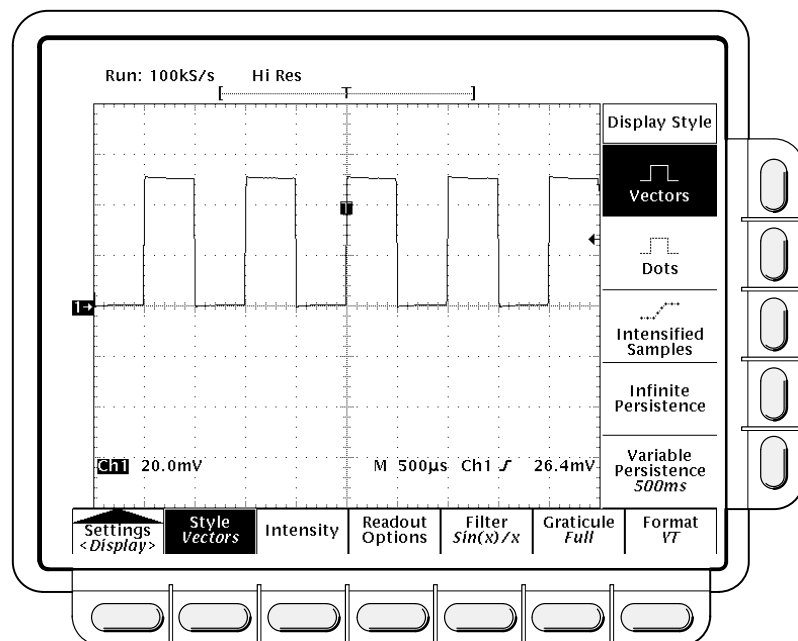 Run: 100kS/s Hi Res
T
Display Style
Vectors
T
Dots
1→
Intensified
Samples
Infinite
Persistence
Ch1 20.0mV M 500µs Ch1 ƒ 26.4mV
Variable
Persistence
500ms
Settings
<Display>
Style
Vectors
Intensity
Readout
Options
Filter
Sin(x)/x
Graticule
Full
Format
YT